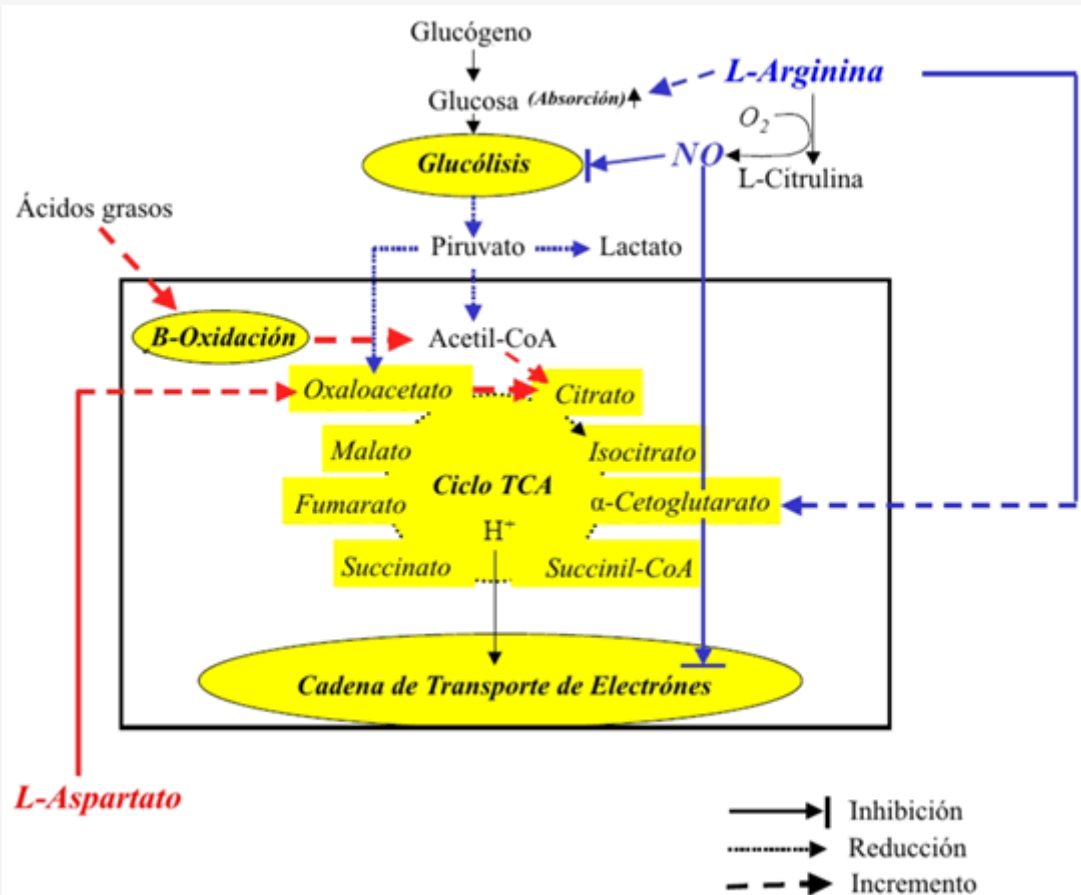 Glucógeno
L-Arginina
Glucosa (Absorción)
O2
Glucólisis
NO
L-Citrulina
Ácidos grasos
Piruvato
Lactato
B-Oxidación
Acetil-CoA
Oxaloacetato
Citrato
Malato
Isocitrato
Ciclo TCA
Fumarato
α-Cetoglutarato
H+
Succinato
Succinil-CoA
Cadena de Transporte de Electrónes
L-Aspartato
Inhibición
Reducción
Incremento